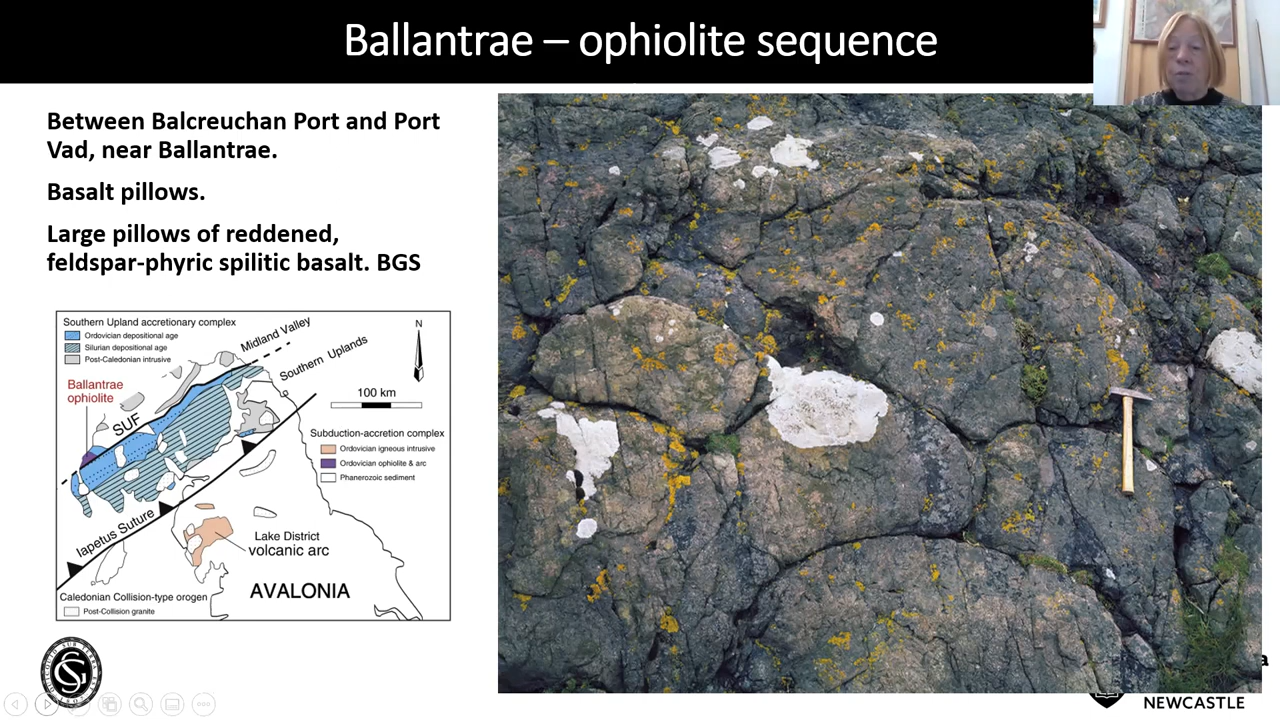 Ballantrae – ophiolite sequence
Between Balcreuchan Port and Port
Vad, near Ballantrae.
Basalt pillows.
Large pillows of reddened,
feldspar-phyric spilitic basalt. BGS
Southern Upland accretionary complex
Ordovician depositional age
Silurian depositional age
Post-Caledonian intrusive
Midland Valley
Southern Uplands
N
Ballantrae
ophiolite
100 km
SUF
Subduction-accretion complex
Ordovician igneous intrusive
Ordovician ophiolite & arc
Phanerozoic sediment
Iapetus Suture
Lake District
volcanic arc
AVALONIA
Caledonian Collision-type orogen
Post-Collision granite
NEWCASTLE